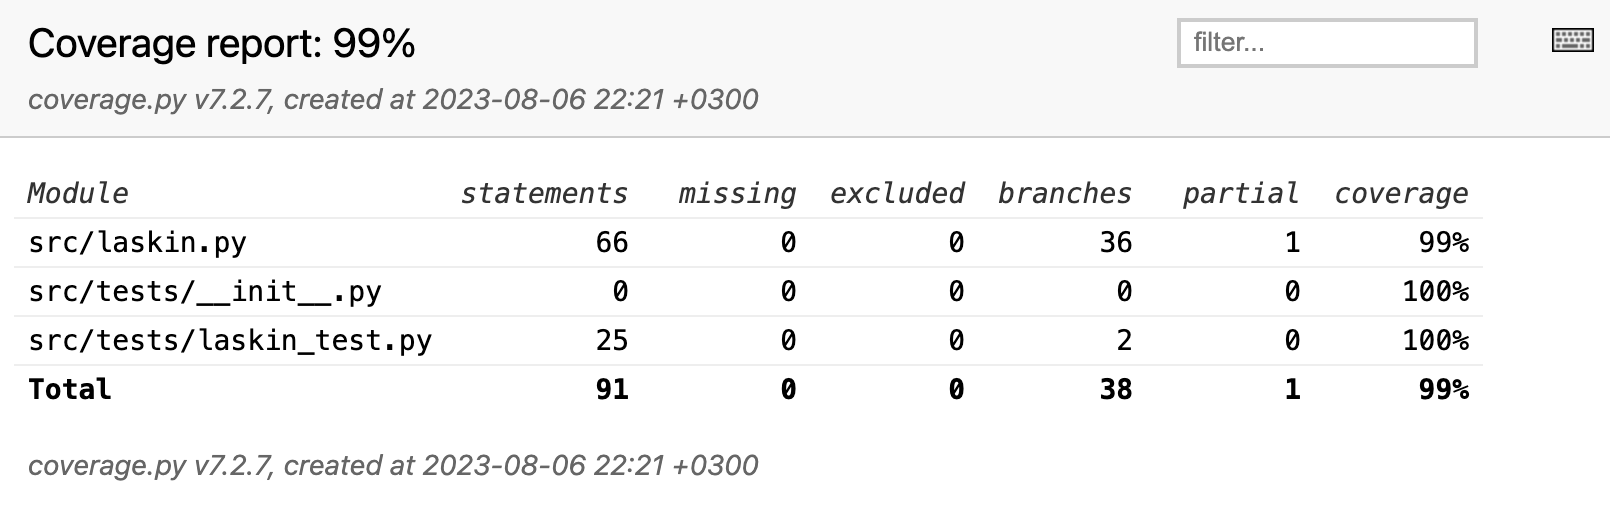 Coverage report: 99%
filter...
coverage.py v7.2.7, created at 2023-08-06 22:21 +0300
Module statements missing excluded branches partial coverage
src/laskin.py 66 0 0 36 1 99%
src/tests/__init__.py 0 0 0 0 0 100%
src/tests/laskin_test.py 25 0 0 2 0 100%
Total 91 0 0 38 1 99%
coverage.py v7.2.7, created at 2023-08-06 22:21 +0300